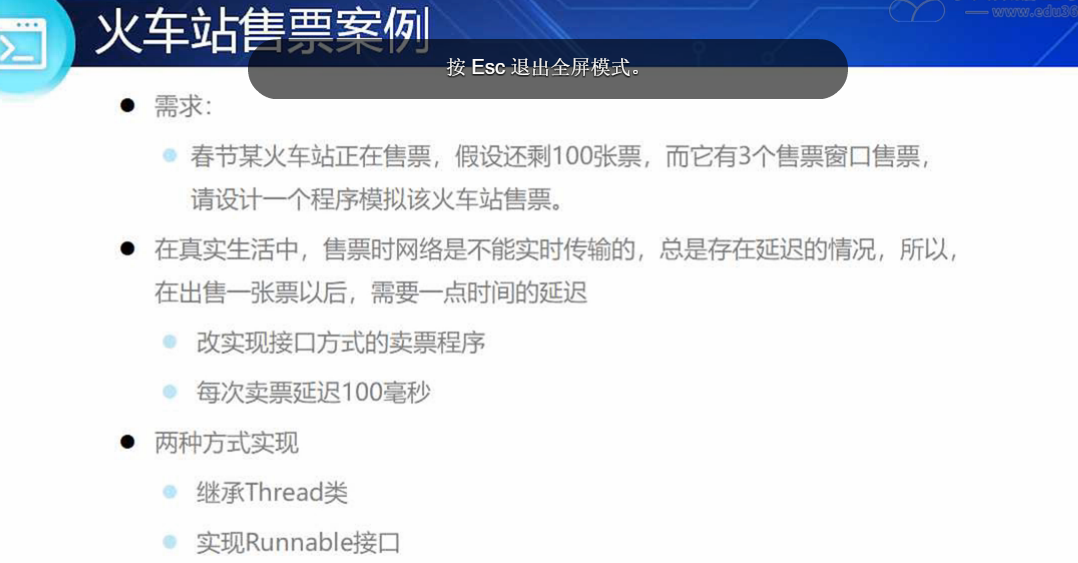 火车站售票案例
www.edu36
按 Esc 退出全屏模式。
需求：
春节某火车站正在售票，假设还剩100张票，而它有3个售票窗口售票，
请设计一个程序模拟该火车站售票。
在真实生活中，售票时网络是不能实时传输的，总是存在延迟的情况，所以，
在出售一张票以后，需要一点时间的延迟
改实现接口方式的卖票程序
每次卖票延迟100毫秒
两种方式实现
继承Thread类
实现Runnable接口